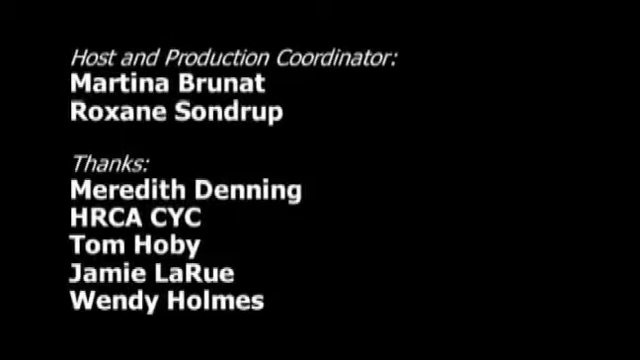 Host and Production Coordinator:
Martina Brunat
Roxane Sondrup
Thanks:
Meredith Denning
HRCA CYC
Tom Hoby
Jamie LaRue
Wendy Holmes